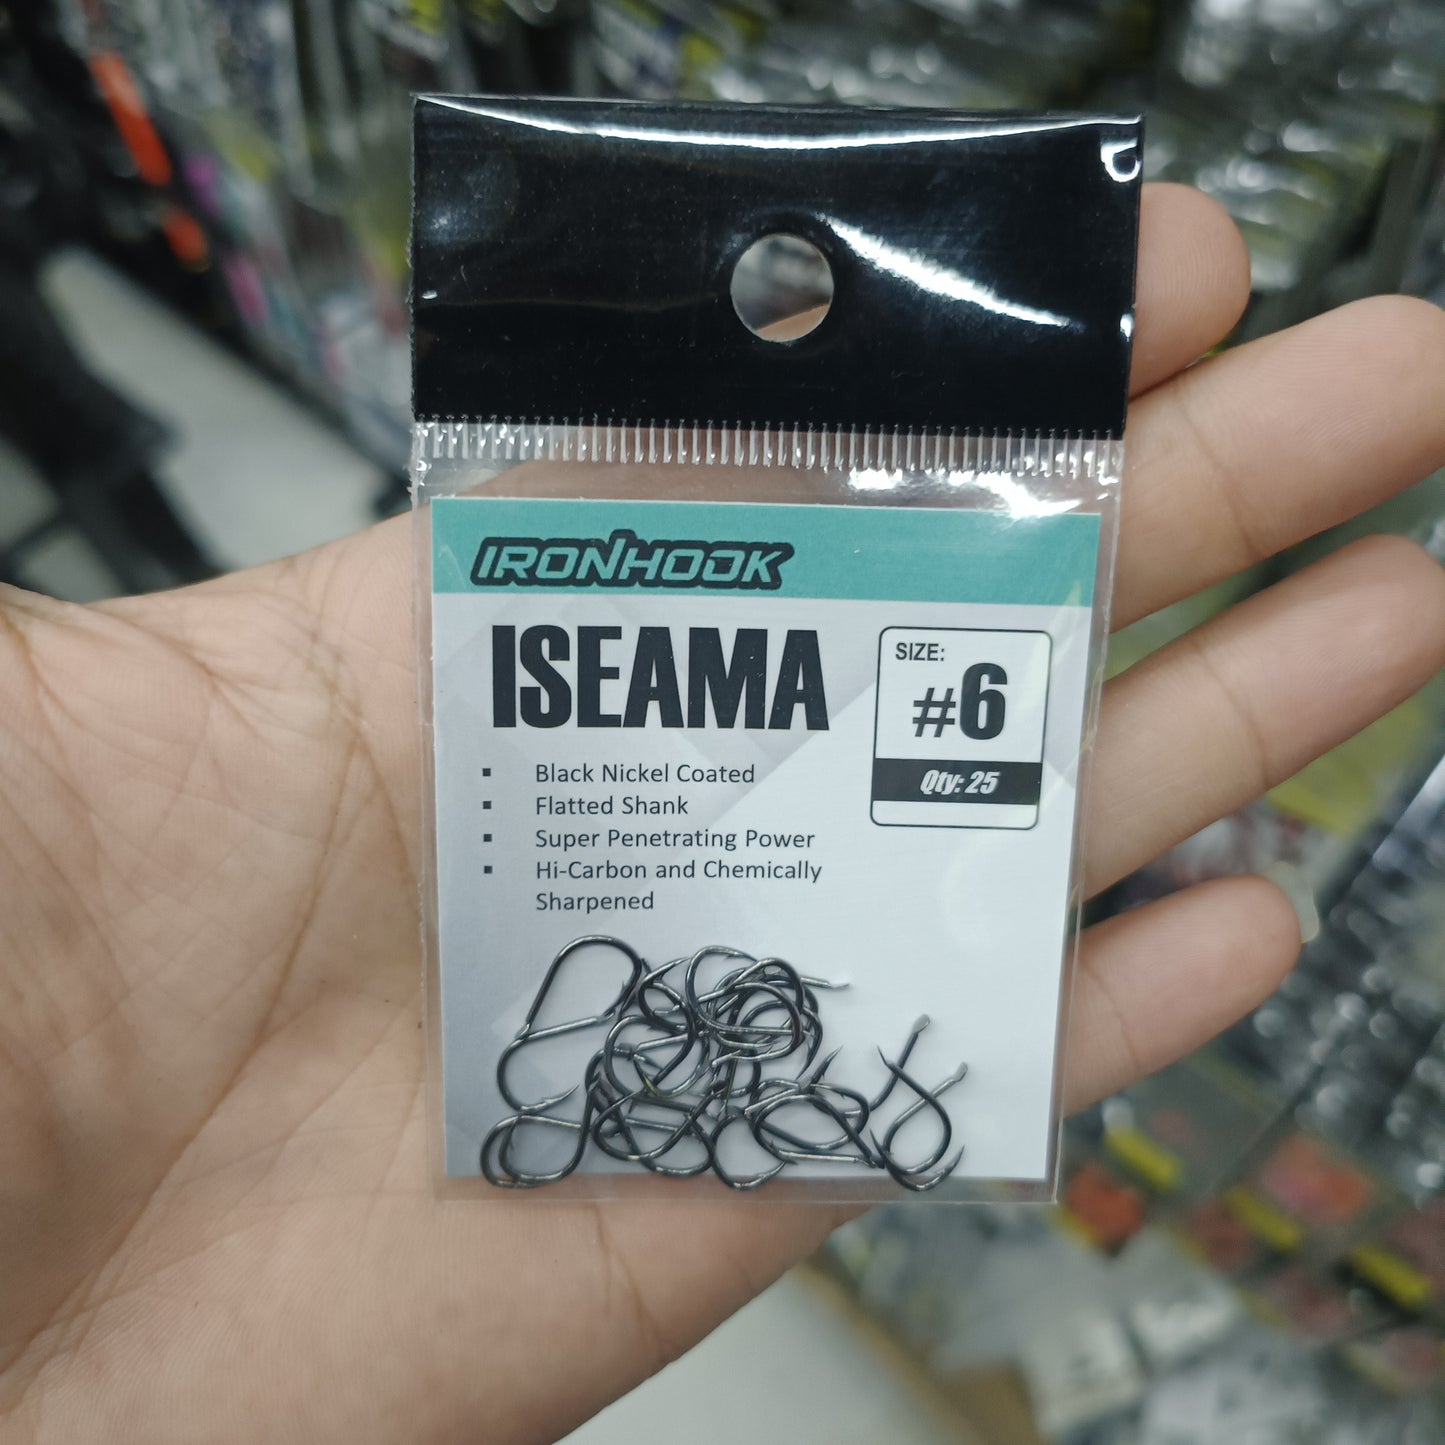 IRONHOOK
ISEAMA
SIZE:
#6
Qty: 25
▪ Black Nickel Coated
▪ Flatted Shank
▪ Super Penetrating Power
▪ Hi-Carbon and Chemically
Sharpened